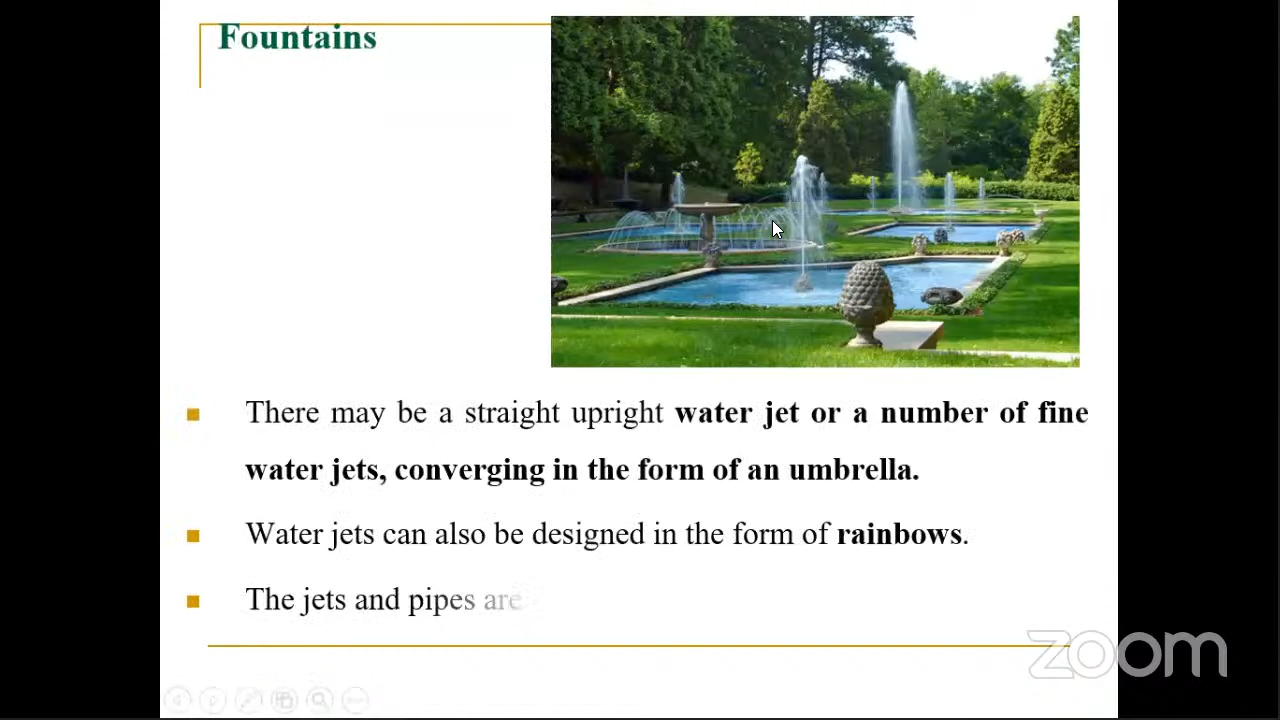 Fountains
There may be a straight upright water jet or a number of fine
water jets, converging in the form of an umbrella.
Water jets can also be designed in the form of rainbows.
The jets and pipes are
zoom